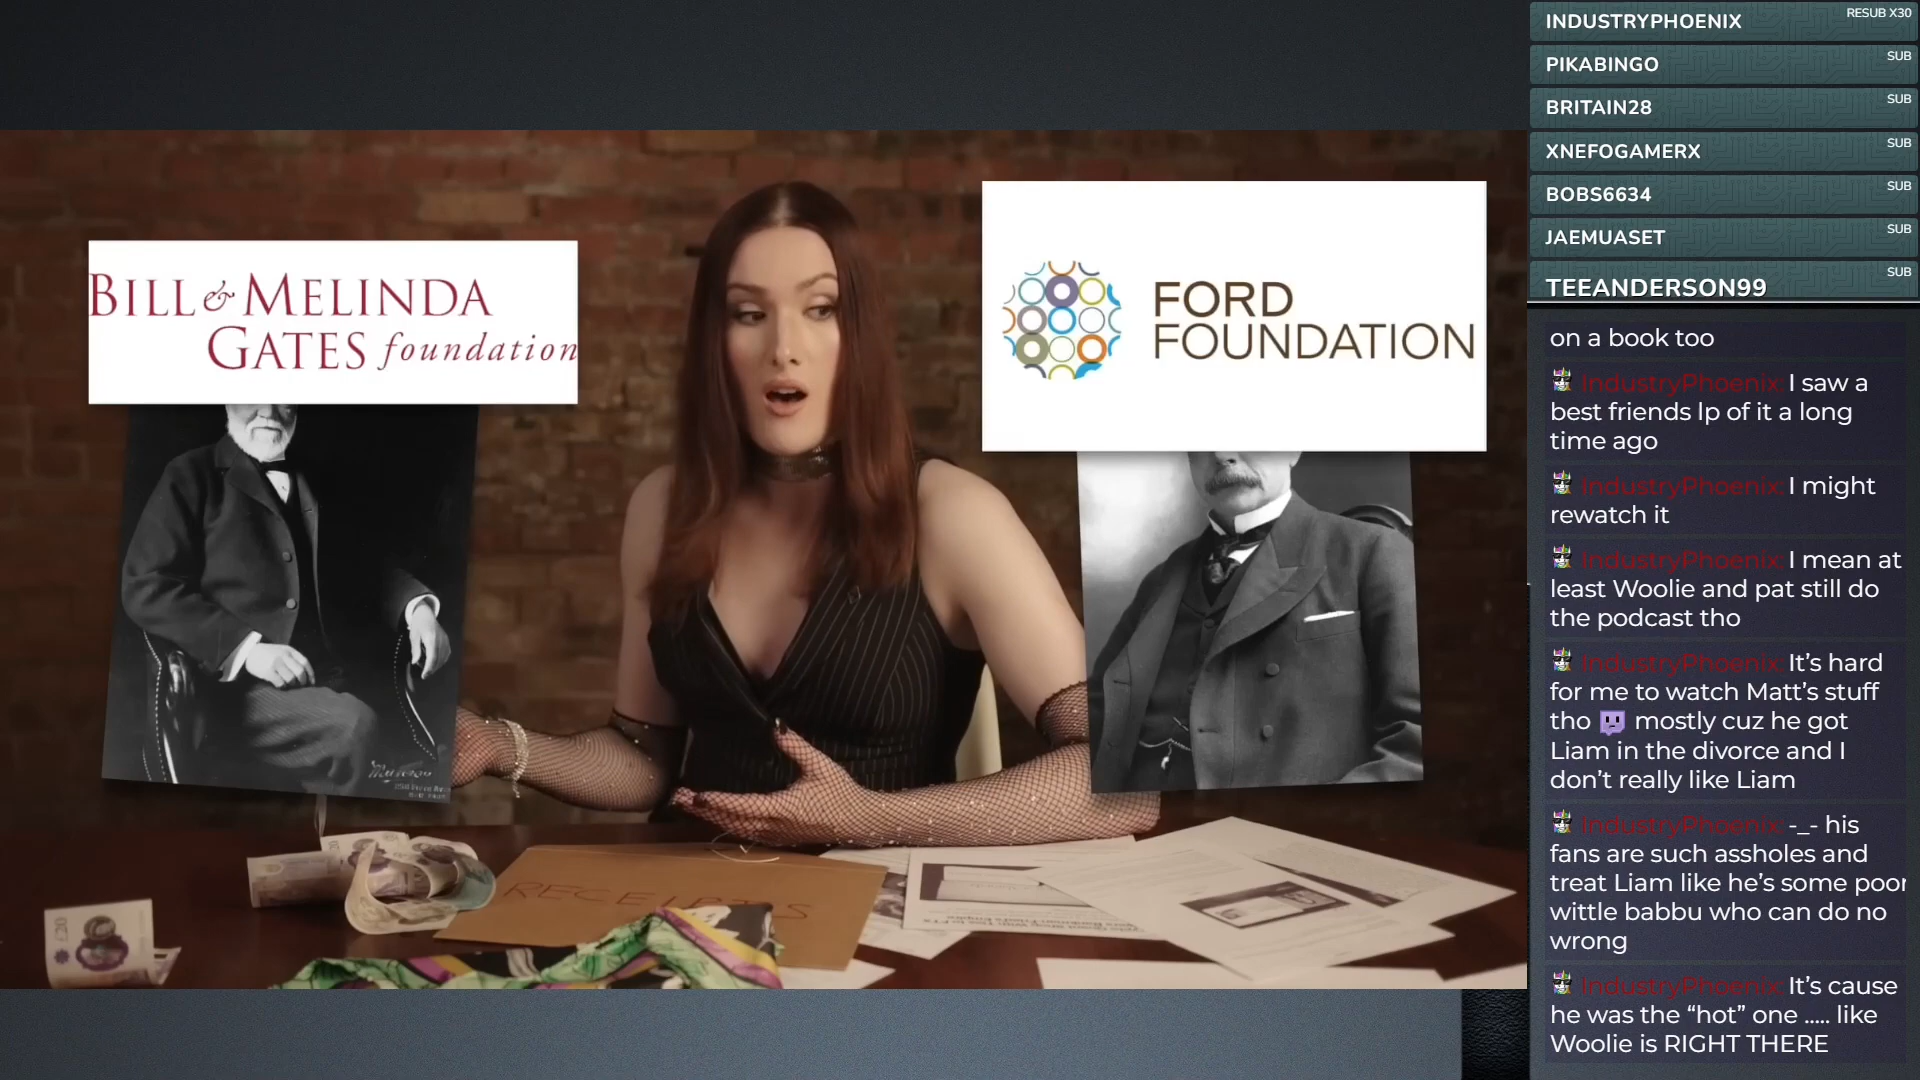 BILL & MELINDA
GATES foundation
FORD
FOUNDATION
RECEIPTS
£20
INDUSTRYPHOENIX
RESUB X30
PIKABINGO
SUB
BRITAIN28
SUB
XNEFOGAMERX
SUB
BOBS6634
SUB
JAEMUASET
SUB
TEEANDERSON99
SUB
on a book too
IndustryPhoenix: I saw a
best friends lp of it a long
time ago
IndustryPhoenix: I might
rewatch it
IndustryPhoenix: I mean at
least Woolie and pat still do
the podcast tho
IndustryPhoenix: It’s hard
for me to watch Matt’s stuff
tho mostly cuz he got
Liam in the divorce and I
don’t really like Liam
IndustryPhoenix: -_- his
fans are such assholes and
treat Liam like he’s some poor
wittle babbu who can do no
wrong
IndustryPhoenix: It’s cause
he was the “hot” one ..... like
Woolie is RIGHT THERE